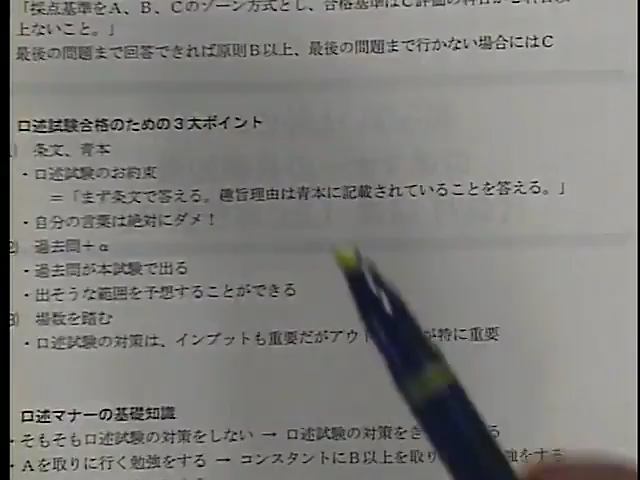 「採点基準をA、B、Cのゾーン方式とし、合格基準はC評価の科目が
上ないこと。」
最後の問題まで回答できれば原則B以上、最後の問題まで行かない場合にはC
口述試験合格のための3大ポイント
1) 条文、青本
・口述試験のお約束
＝「まず条文で答える。趣旨理由は青本に記載されていることを答える。」
・自分の言葉は絶対にダメ！
2) 過去問＋α
・過去問が本試験で出る
・出そうな範囲を予想することができる
3) 場数を踏む
・口述試験の対策は、インプットも重要だがアウト が特に重要
口述マナーの基礎知識
・そもそも口述試験の対策をしない → 口述試験の対策をき る
・Aを取りに行く勉強をする → コンスタントにB以上を取り 勉強をする